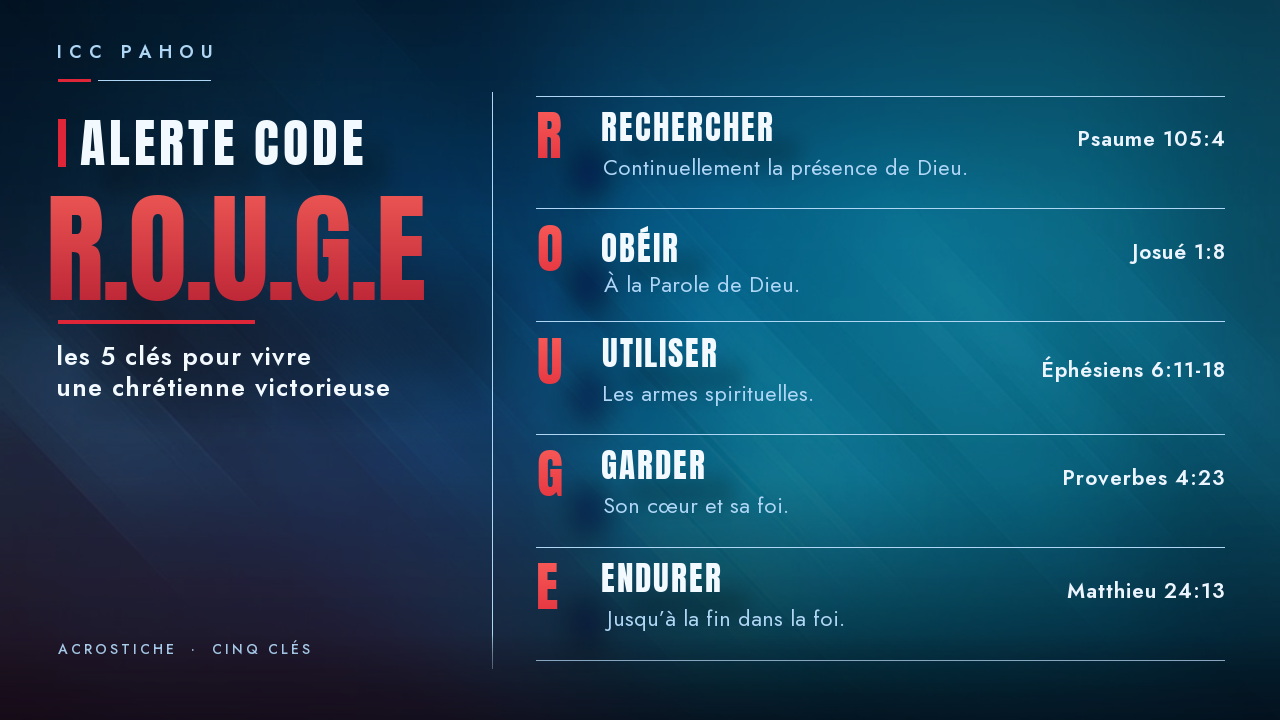 ICC PAHOU
ALERTE CODE
R.O.U.G.E
les 5 clés pour vivre
une chrétienne victorieuse
ACROSTICHE · CINQ CLÉS
R RECHERCHER
Continuellement la présence de Dieu.
Psaume 105:4
O OBÉIR
À la Parole de Dieu.
Josué 1:8
U UTILISER
Les armes spirituelles.
Éphésiens 6:11-18
G GARDER
Son cœur et sa foi.
Proverbes 4:23
E ENDURER
Jusqu’à la fin dans la foi.
Matthieu 24:13